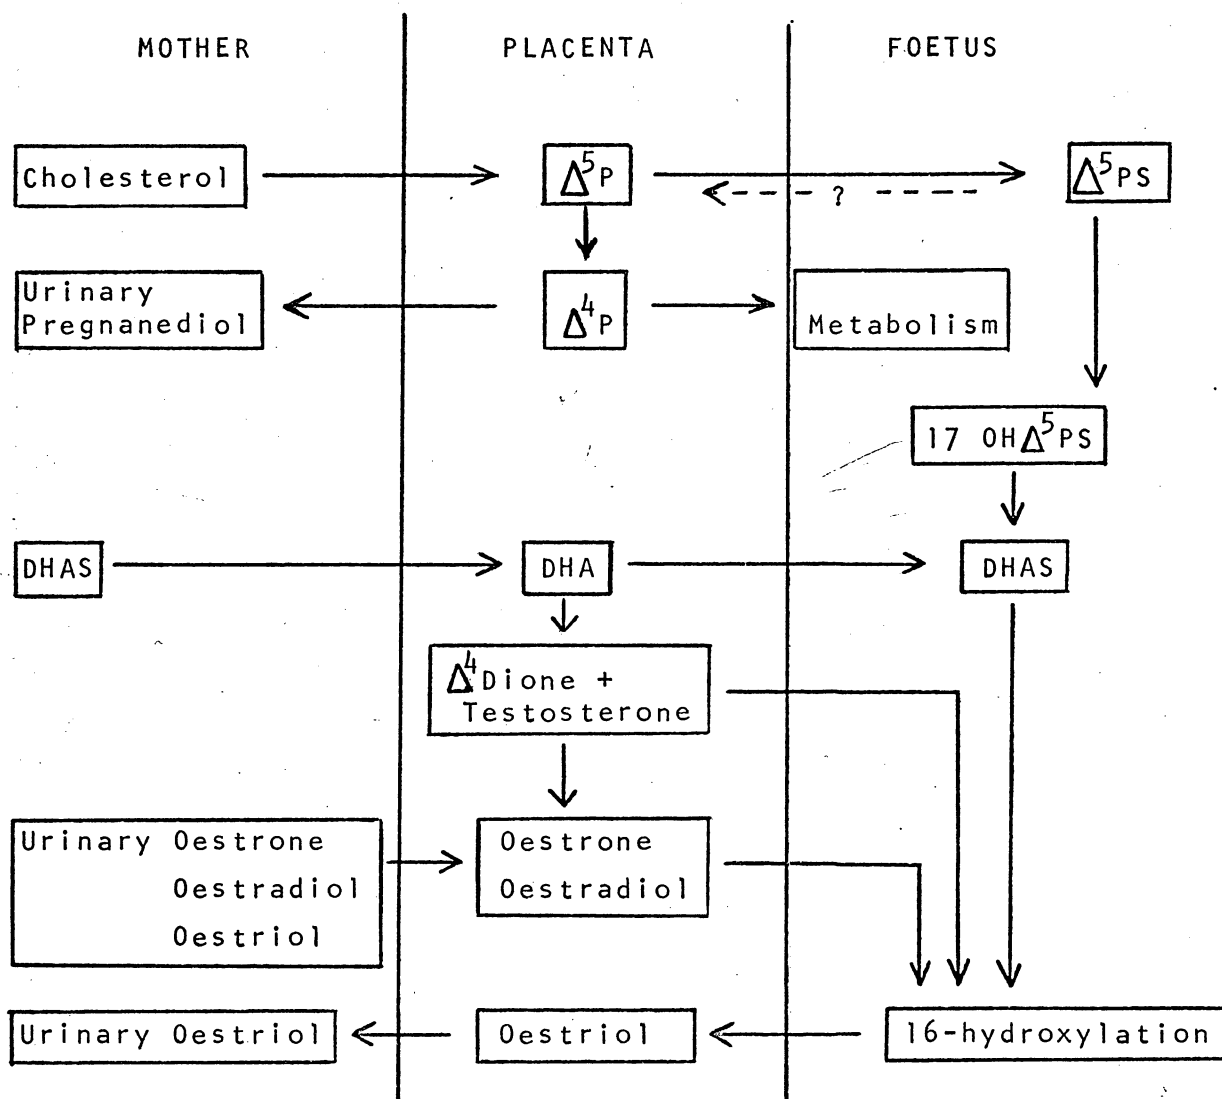 MOTHER PLACENTA FOETUS
Cholesterol Δ⁵P Δ⁵PS
?
Urinary
Pregnanediol Δ⁴P Metabolism
17 OHΔ⁵PS
DHAS DHA DHAS
Δ⁴Dione +
Testosterone
Urinary Oestrone
Oestradiol
Oestriol
Oestrone
Oestradiol
Urinary Oestriol Oestriol 16-hydroxylation